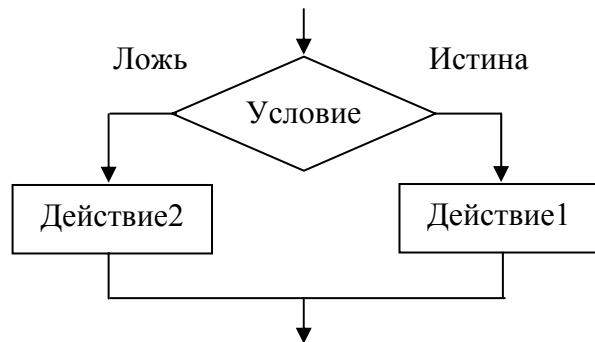 Ложь
Истина
Условие
Действие2
Действие1